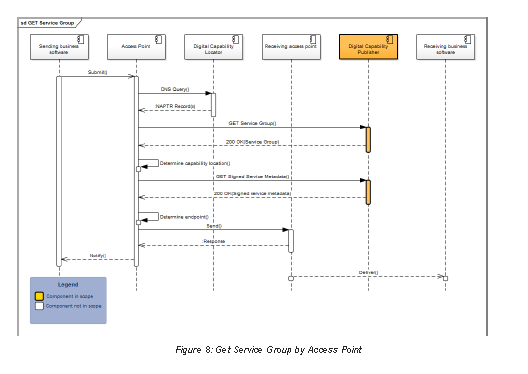 sd GET Service Group
Sending business
software
Access Point
Digital Capability
Locator
Receiving access point
Digital Capability
Publisher
Receiving business
software
Submit()
DNS Query()
NAPTR Record(s)
GET Service Group()
200 OK(Service Group)
Determine capability location()
GET Signed Service Metadata()
200 OK(Signed service metadata)
Determine endpoint()
Send()
Response
Notify()
Deliver()
Legend
Component in scope
Component not in scope
Figure 8: Get Service Group by Access Point